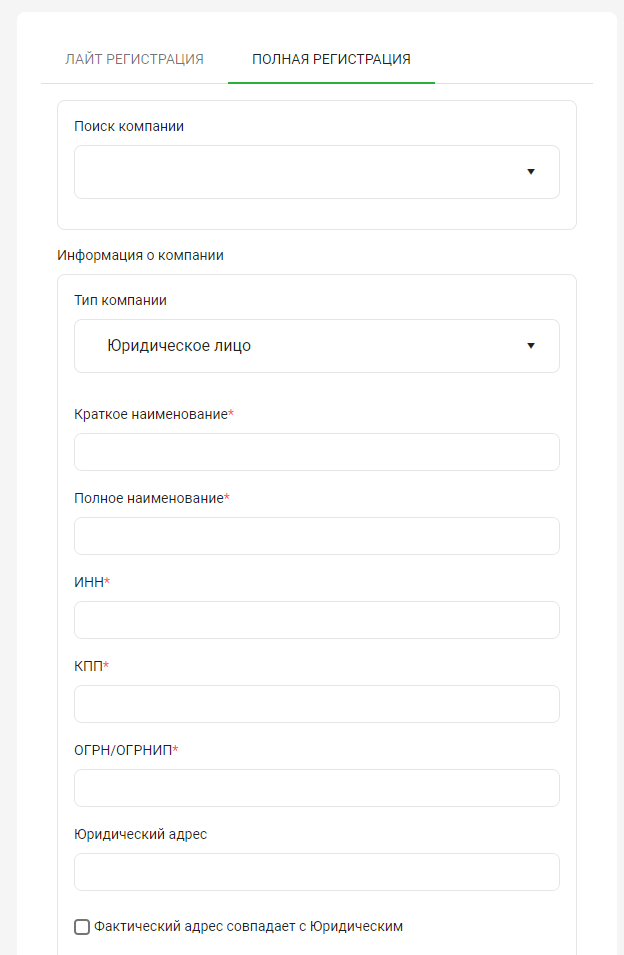 ЛАЙТ РЕГИСТРАЦИЯ ПОЛНАЯ РЕГИСТРАЦИЯ
Поиск компании
Информация о компании
Тип компании
Юридическое лицо
Краткое наименование*
Полное наименование*
ИНН*
КПП*
ОГРН/ОГРНИП*
Юридический адрес
Фактический адрес совпадает с Юридическим